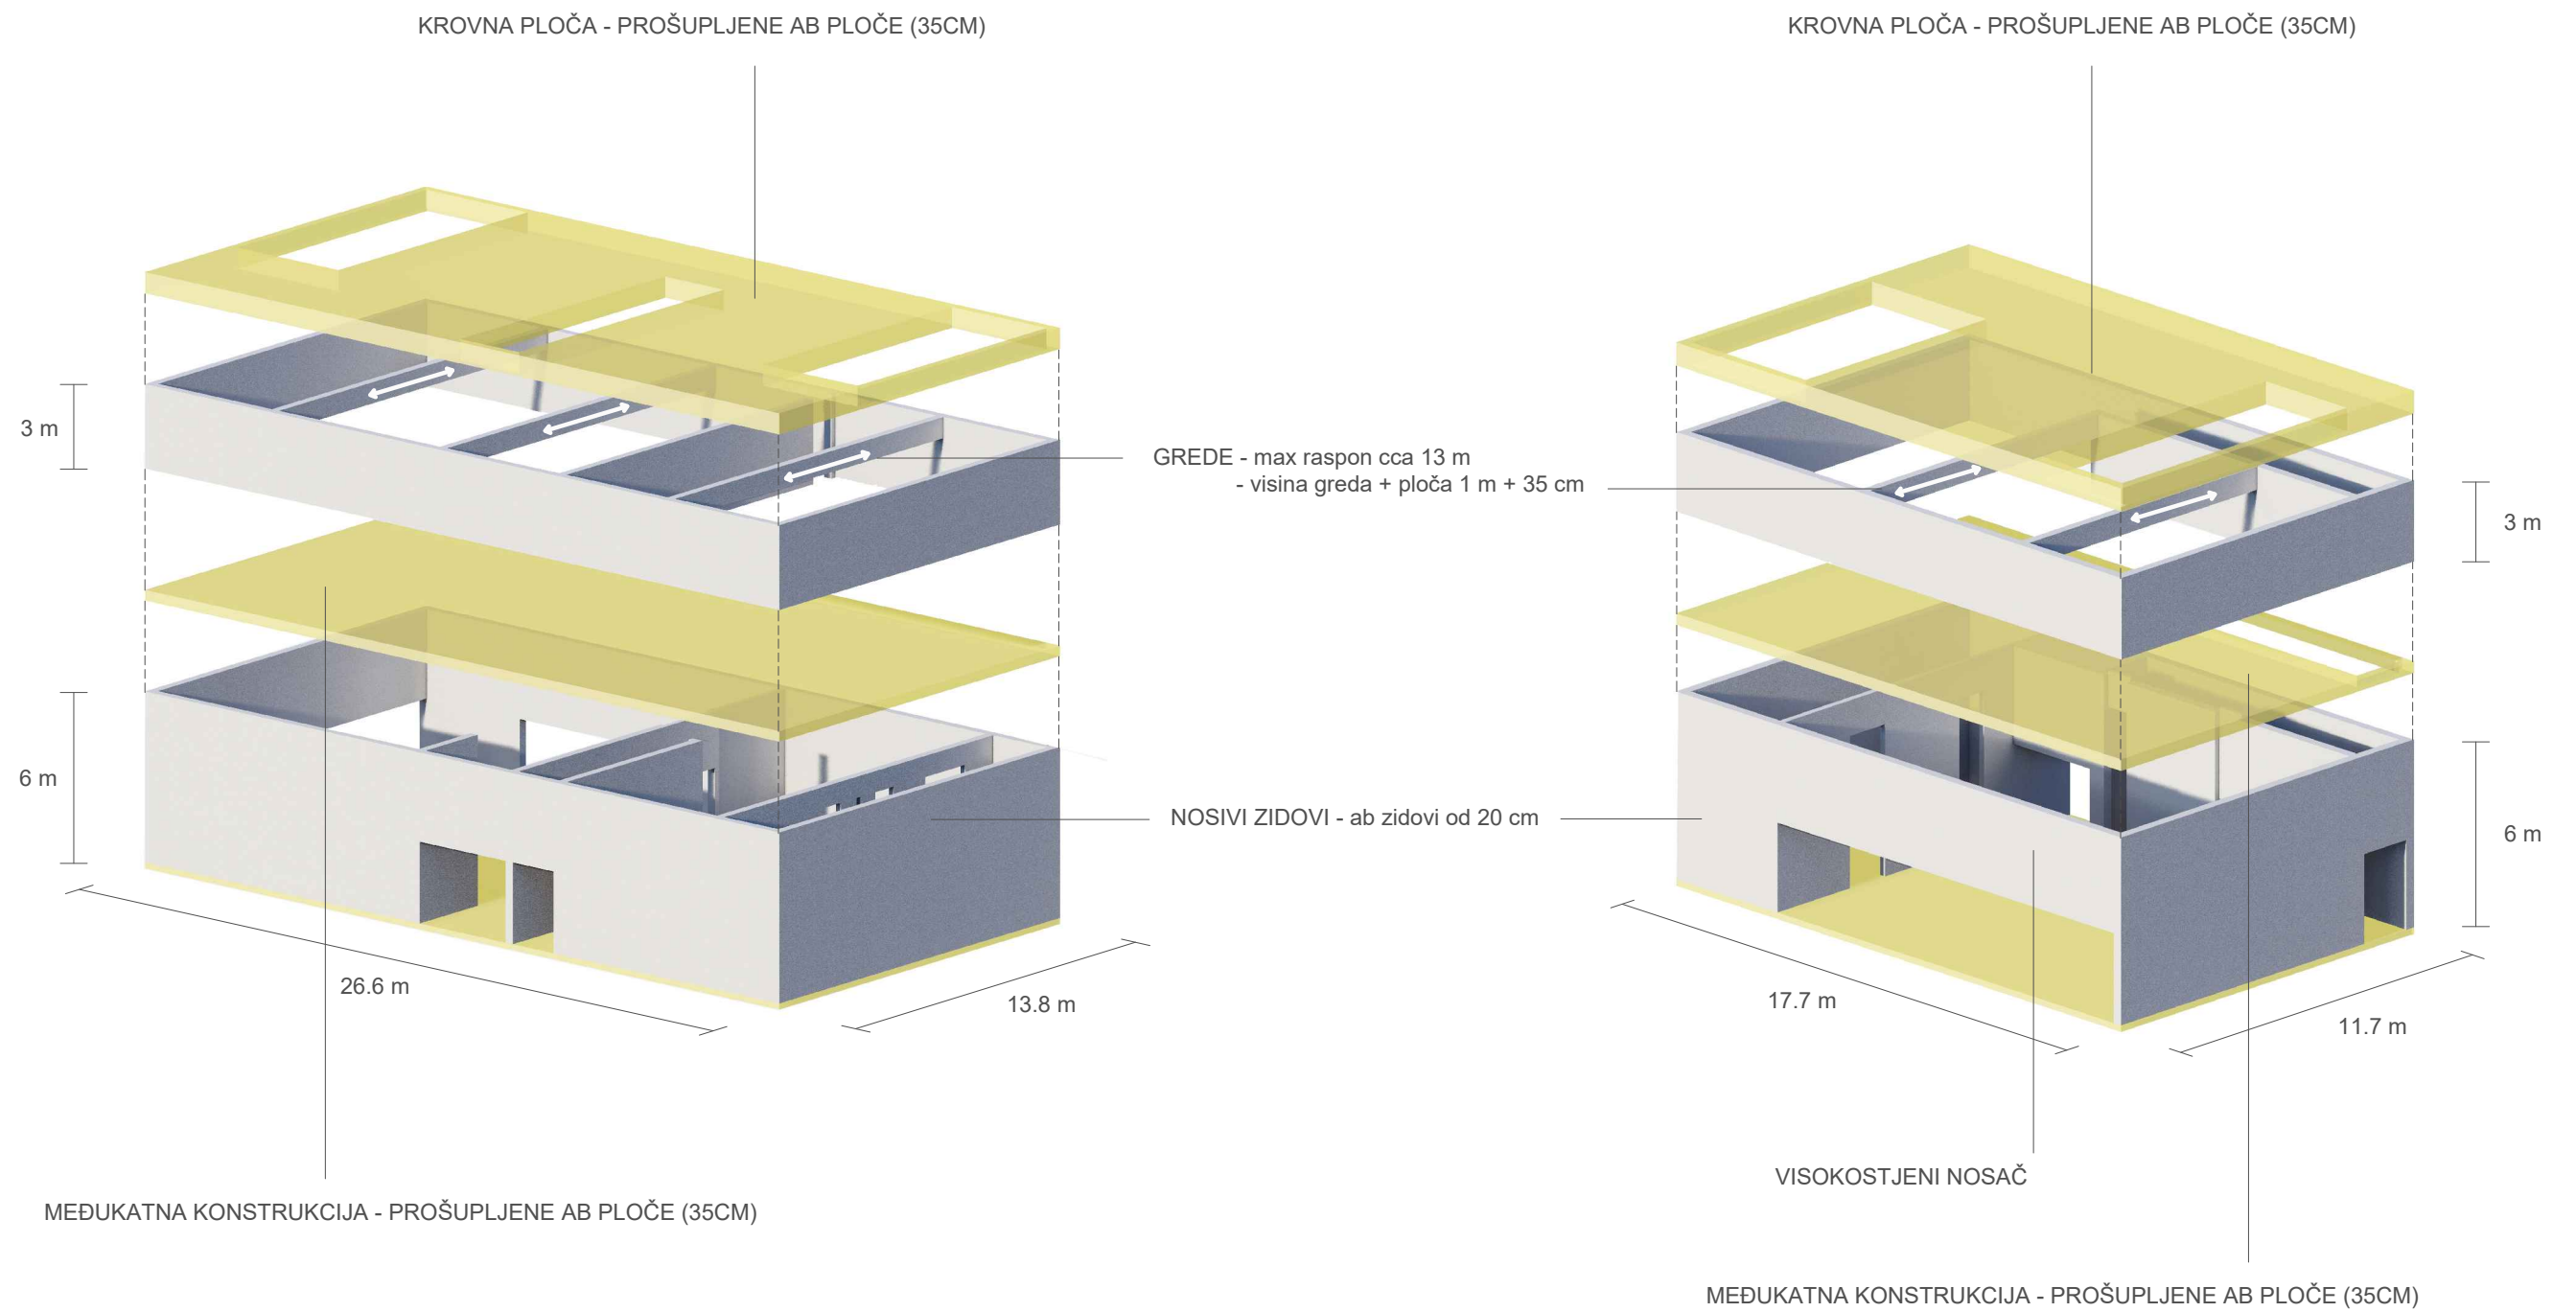 KROVNA PLOČA - PROŠUPLJENE AB PLOČE (35CM)
KROVNA PLOČA - PROŠUPLJENE AB PLOČE (35CM)
3 m
GREDE - max raspon cca 13 m
- visina greda + ploča 1 m + 35 cm
3 m
6 m
NOSIVI ZIDOVI - ab zidovi od 20 cm
6 m
26.6 m
13.8 m
17.7 m
11.7 m
VISOKOSTJENI NOSAČ
MEĐUKATNA KONSTRUKCIJA - PROŠUPLJENE AB PLOČE (35CM)
MEĐUKATNA KONSTRUKCIJA - PROŠUPLJENE AB PLOČE (35CM)